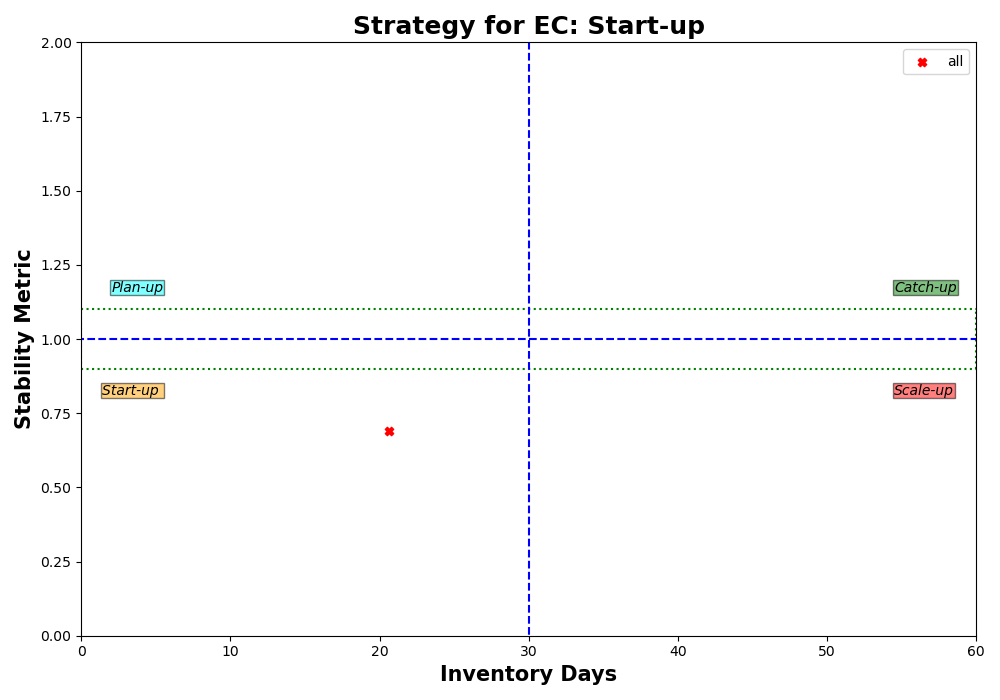 Strategy for EC: Start-up
2.00
all
1.75
1.50
1.25
Plan-up
Catch-up
1.00
Start-up
Scale-up
0.75
0.50
0.25
0.00
0 10 20 30 40 50 60
Stability Metric
Inventory Days